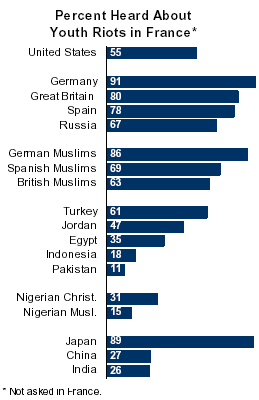 Percent Heard About
Youth Riots in France*
United States 55
Germany 91
Great Britain 80
Spain 78
Russia 67
German Muslims 86
Spanish Muslims 69
British Muslims 63
Turkey 61
Jordan 47
Egypt 35
Indonesia 18
Pakistan 11
Nigerian Christ. 31
Nigerian Musl. 15
Japan 89
China 27
India 26
* Not asked in France.